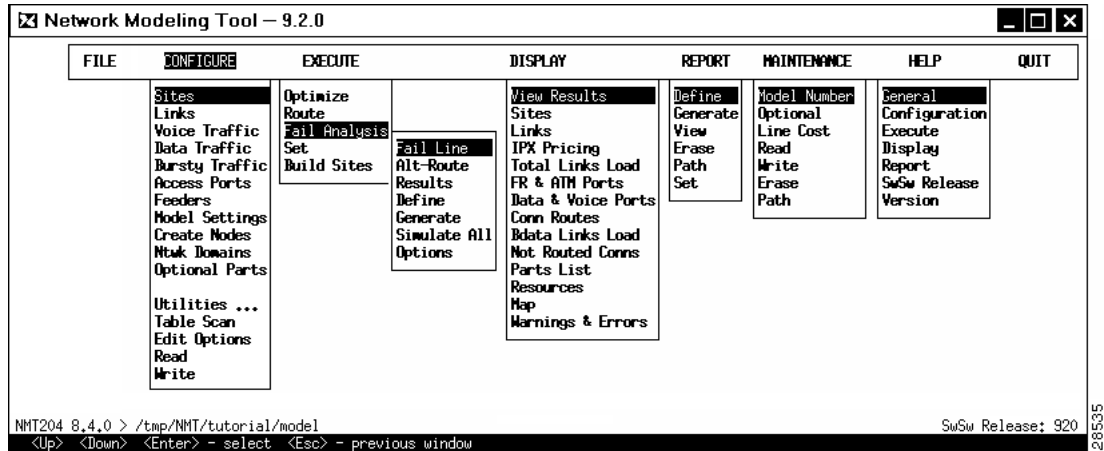 Network Modeling Tool – 9.2.0
FILE CONFIGURE EXECUTE DISPLAY REPORT MAINTENANCE HELP QUIT
Sites
Links
Voice Traffic
Data Traffic
Bursty Traffic
Access Ports
Feeders
Model Settings
Create Nodes
Ntwk Domains
Optional Parts
Utilities ...
Table Scan
Edit Options
Read
Write
Optimize
Route
Fail Analysis
Set
Build Sites
Fail Line
Alt-Route
Results
Define
Generate
Simulate All
Options
View Results
Sites
Links
IPX Pricing
Total Links Load
FR & ATM Ports
Data & Voice Ports
Conn Routes
Bdata Links Load
Not Routed Conns
Parts List
Resources
Map
Warnings & Errors
Define
Generate
View
Erase
Path
Set
Model Number
Optional
Line Cost
Read
Write
Erase
Path
General
Configuration
Execute
Display
Report
SwSw Release
Version
NMT204 8.4.0 > /tmp/NMT/tutorial/model SwSw Release: 920
<Up> <Down> <Enter> - select <Esc> - previous window
28535